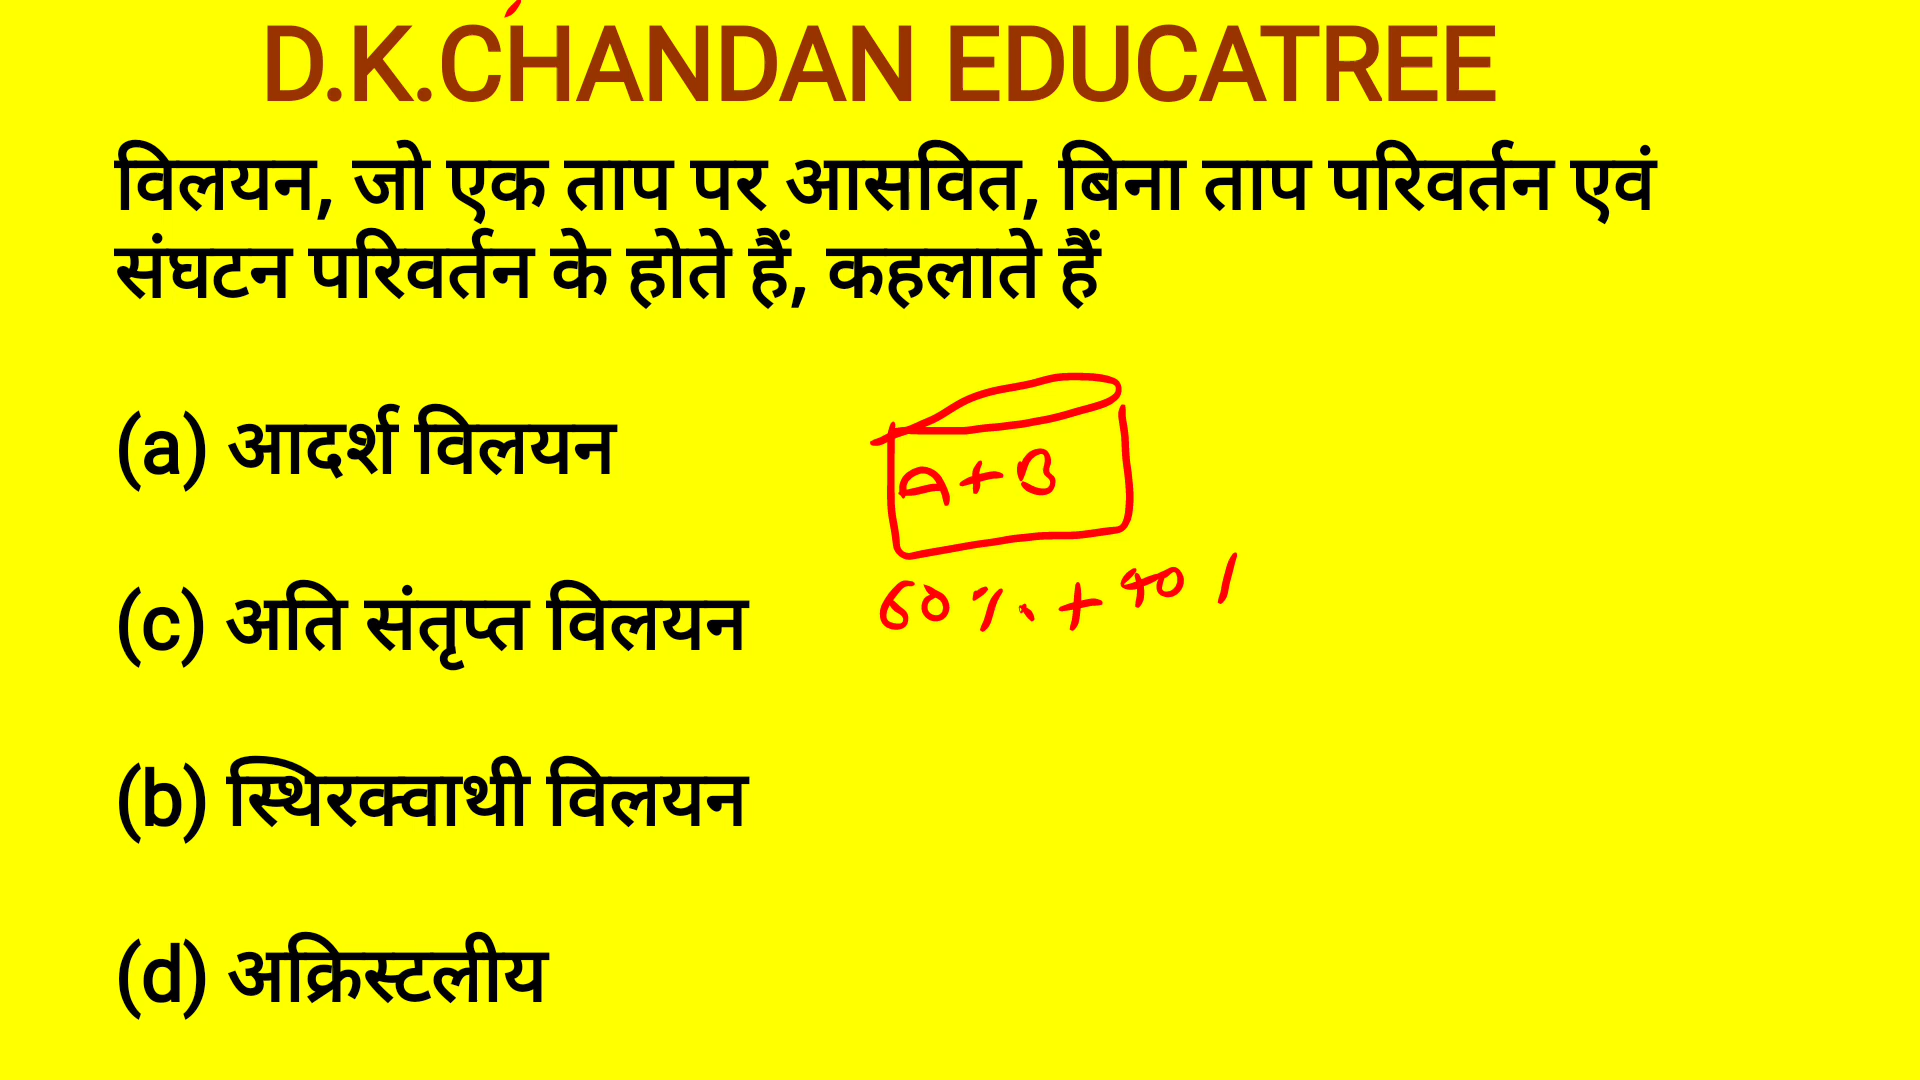 D.K.CHANDAN EDUCATREE
विलयन, जो एक ताप पर आसवित, बिना ताप परिवर्तन एवं
संघटन परिवर्तन के होते हैं, कहलाते हैं
(a) आदर्श विलयन
A+B
(c) अति संतृप्त विलयन
60%+40/
(b) स्थिरक्वाथी विलयन
(d) अक्रिस्टलीय